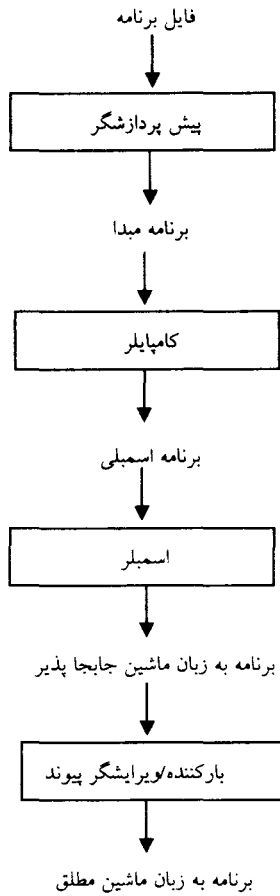 فایل برنامه
پیش پردازشگر
برنامه مبدا
کامپایلر
برنامه اسمبلی
اسمبلر
برنامه به زبان ماشین جابجا پذیر
بارکننده/ویرایشگر پیوند
برنامه به زبان ماشین مطلق